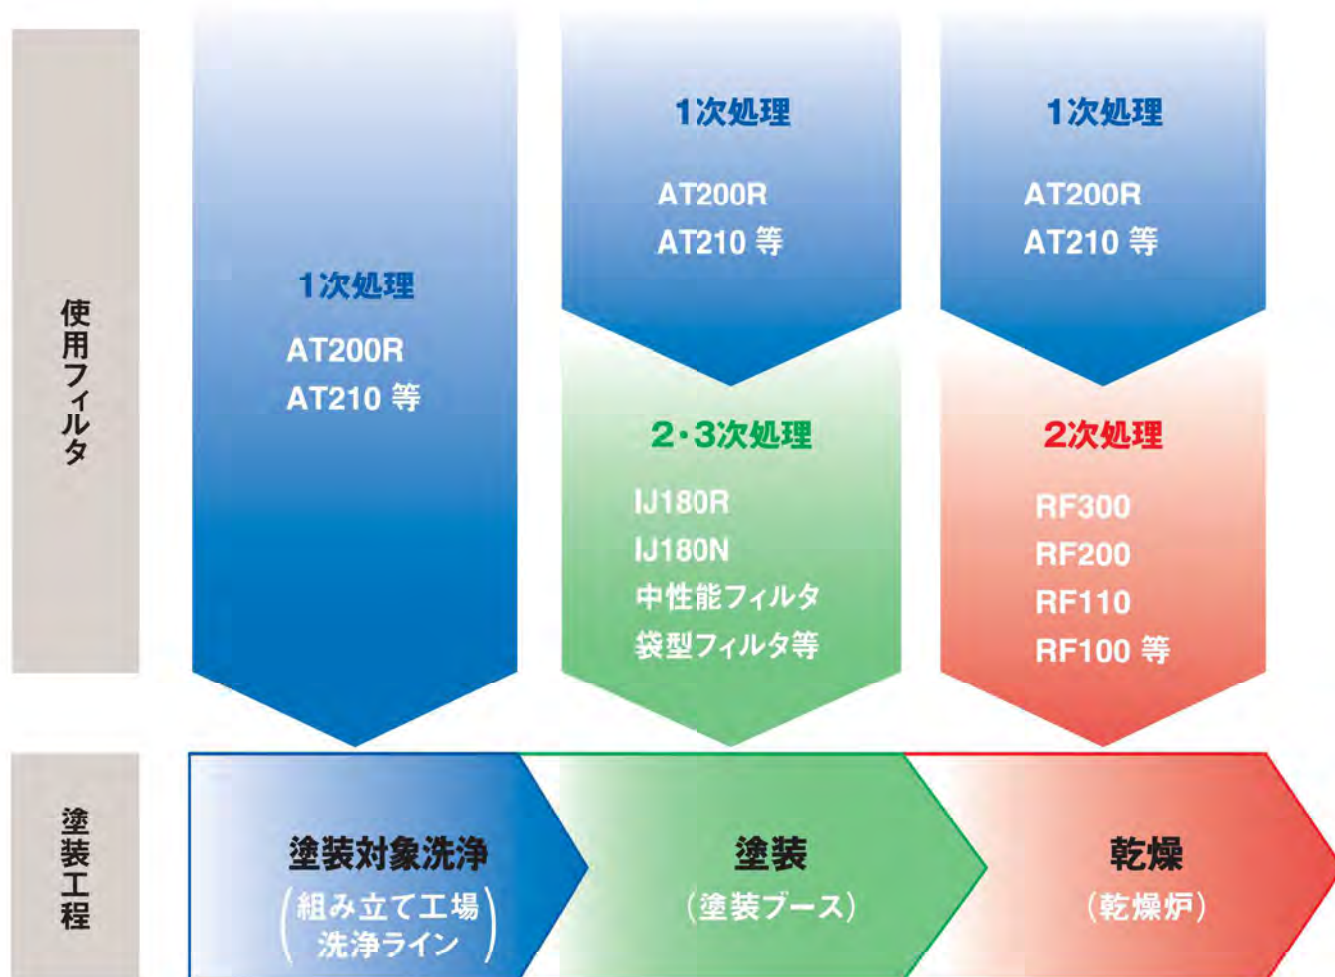 使用フィルタ
1次処理
AT200R
AT210 等
1次処理
AT200R
AT210 等
2・3次処理
IJ180R
IJ180N
中性能フィルタ
袋型フィルタ等
1次処理
AT200R
AT210 等
2次処理
RF300
RF200
RF110
RF100 等
塗装工程
塗装対象洗浄
(組み立て工場
洗浄ライン)
塗装
(塗装ブース)
乾燥
(乾燥炉)